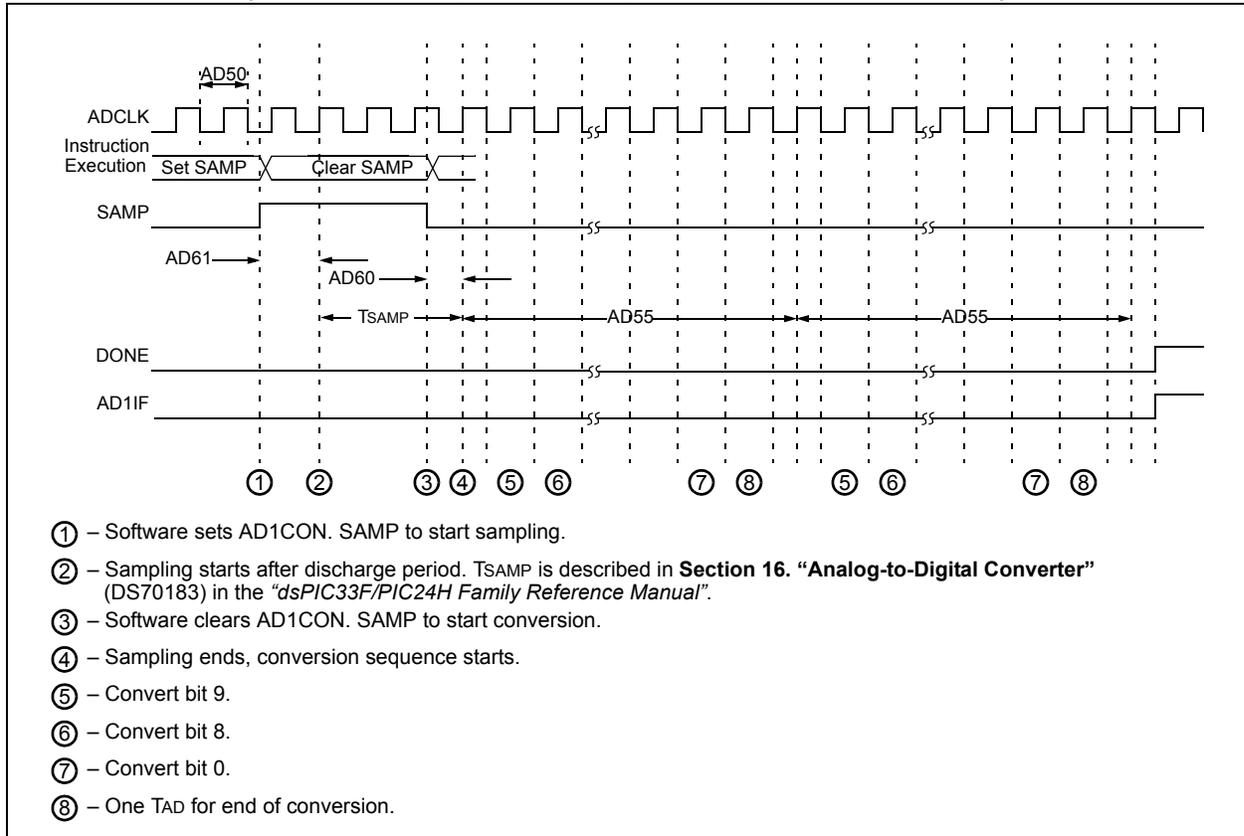 AD50
ADCLK
Instruction
Execution Set SAMP Clear SAMP
SAMP
AD61
AD60
TSAMP AD55 AD55
DONE
AD1IF
1 2 3 4 5 6 7 8 5 6 7 8
1 – Software sets AD1CON. SAMP to start sampling.
2 – Sampling starts after discharge period. TSAMP is described in Section 16. “Analog-to-Digital Converter”
(DS70183) in the “dsPIC33F/PIC24H Family Reference Manual”.
3 – Software clears AD1CON. SAMP to start conversion.
4 – Sampling ends, conversion sequence starts.
5 – Convert bit 9.
6 – Convert bit 8.
7 – Convert bit 0.
8 – One TAD for end of conversion.